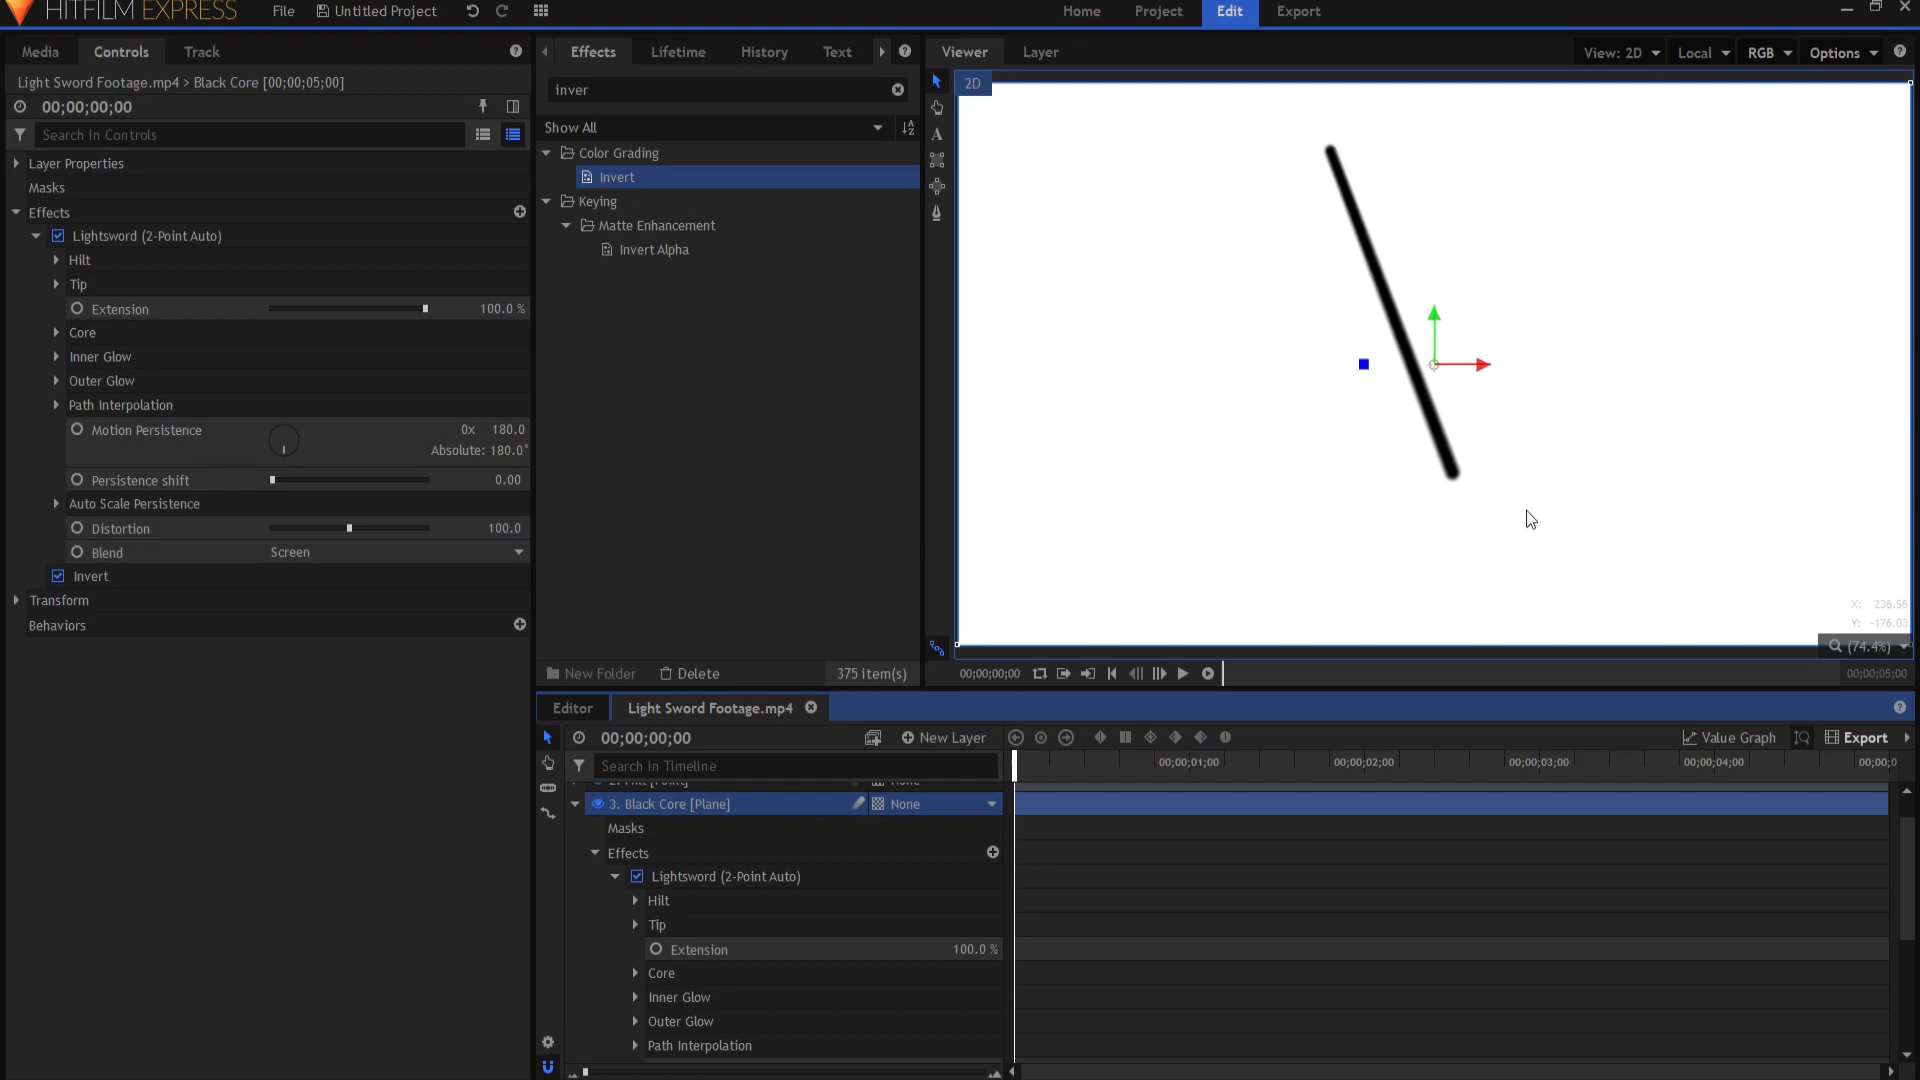 HITFILM EXPRESS
File
Untitled Project
Home
Project
Edit
Export
Media
Controls
Track
Effects
Lifetime
History
Text
Viewer
Layer
View: 2D
Local
RGB
Options
Light Sword Footage.mp4 > Black Core [00;00;05;00]
00;00;00;00
Search in Controls
Layer Properties
Masks
Effects
Lightsword (2-Point Auto)
Hilt
Tip
Extension 100.0 %
Core
Inner Glow
Outer Glow
Path Interpolation
Motion Persistence 0x 180.0
Absolute: 180.0°
Persistence shift 0.00
Auto Scale Persistence
Distortion 100.0
Blend Screen
Invert
Transform
Behaviors
inver
Show All
Color Grading
Invert
Keying
Matte Enhancement
Invert Alpha
New Folder
Delete
375 item(s)
2D
X: 236.56
Y: -176.03
(74.4%)
00;00;00;00
00;00;05;00
Editor
Light Sword Footage.mp4
00;00;00;00
New Layer
Value Graph
Export
Search in Timeline
00;00;01;00
00;00;02;00
00;00;03;00
00;00;04;00
00;00;0
3. Black Core [Plane]
None
Masks
Effects
Lightsword (2-Point Auto)
Hilt
Tip
Extension 100.0 %
Core
Inner Glow
Outer Glow
Path Interpolation